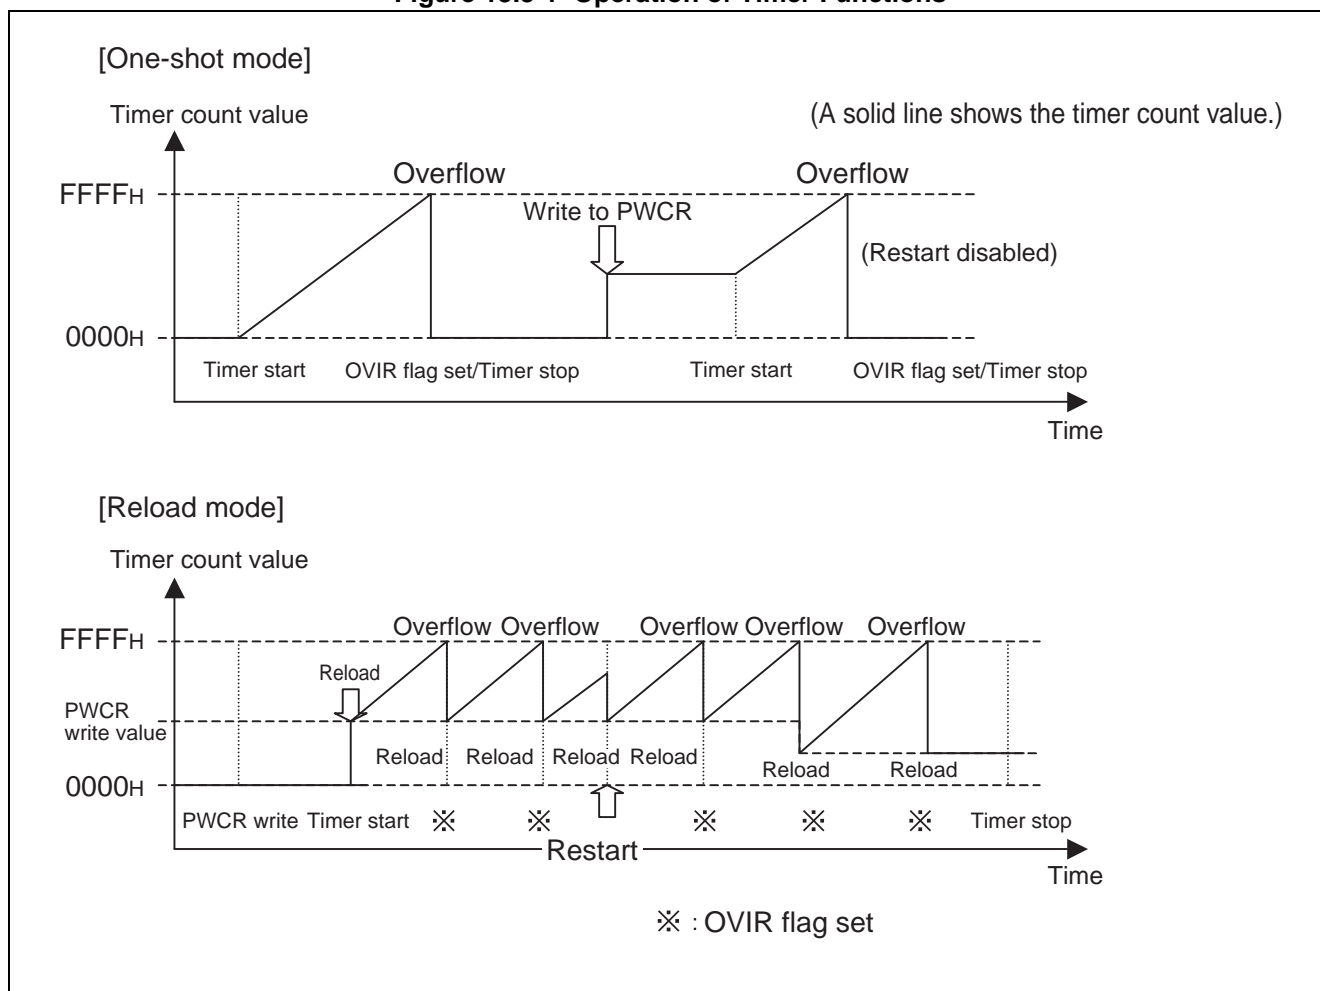 Figure 18.3-1 Operation of Timer Functions
[One-shot mode]
Timer count value
(A solid line shows the timer count value.)
Overflow Overflow
FFFFH
Write to PWCR
(Restart disabled)
0000H
Timer start OVIR flag set/Timer stop Timer start OVIR flag set/Timer stop
Time
[Reload mode]
Timer count value
Overflow Overflow Overflow Overflow Overflow
FFFFH
Reload
PWCR
write value
Reload Reload Reload Reload Reload Reload
0000H
PWCR write Timer start ※ ※ ※ ※ ※ Timer stop
Restart
Time
※ : OVIR flag set